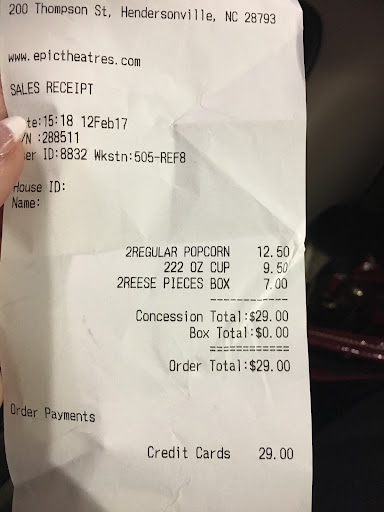 200 Thompson St, Hendersonville, NC 28793
www.epictheatres.com
SALES RECEIPT
te:15:18 12Feb17
/N :288511
er ID:8832 Wkstn:505-REF8
House ID:
Name:
2REGULAR POPCORN 12.50
222 OZ CUP 9.50
2REESE PIECES BOX 7.00
------------
Concession Total:$29.00
Box Total:$0.00
============
Order Total:$29.00
Order Payments
Credit Cards 29.00